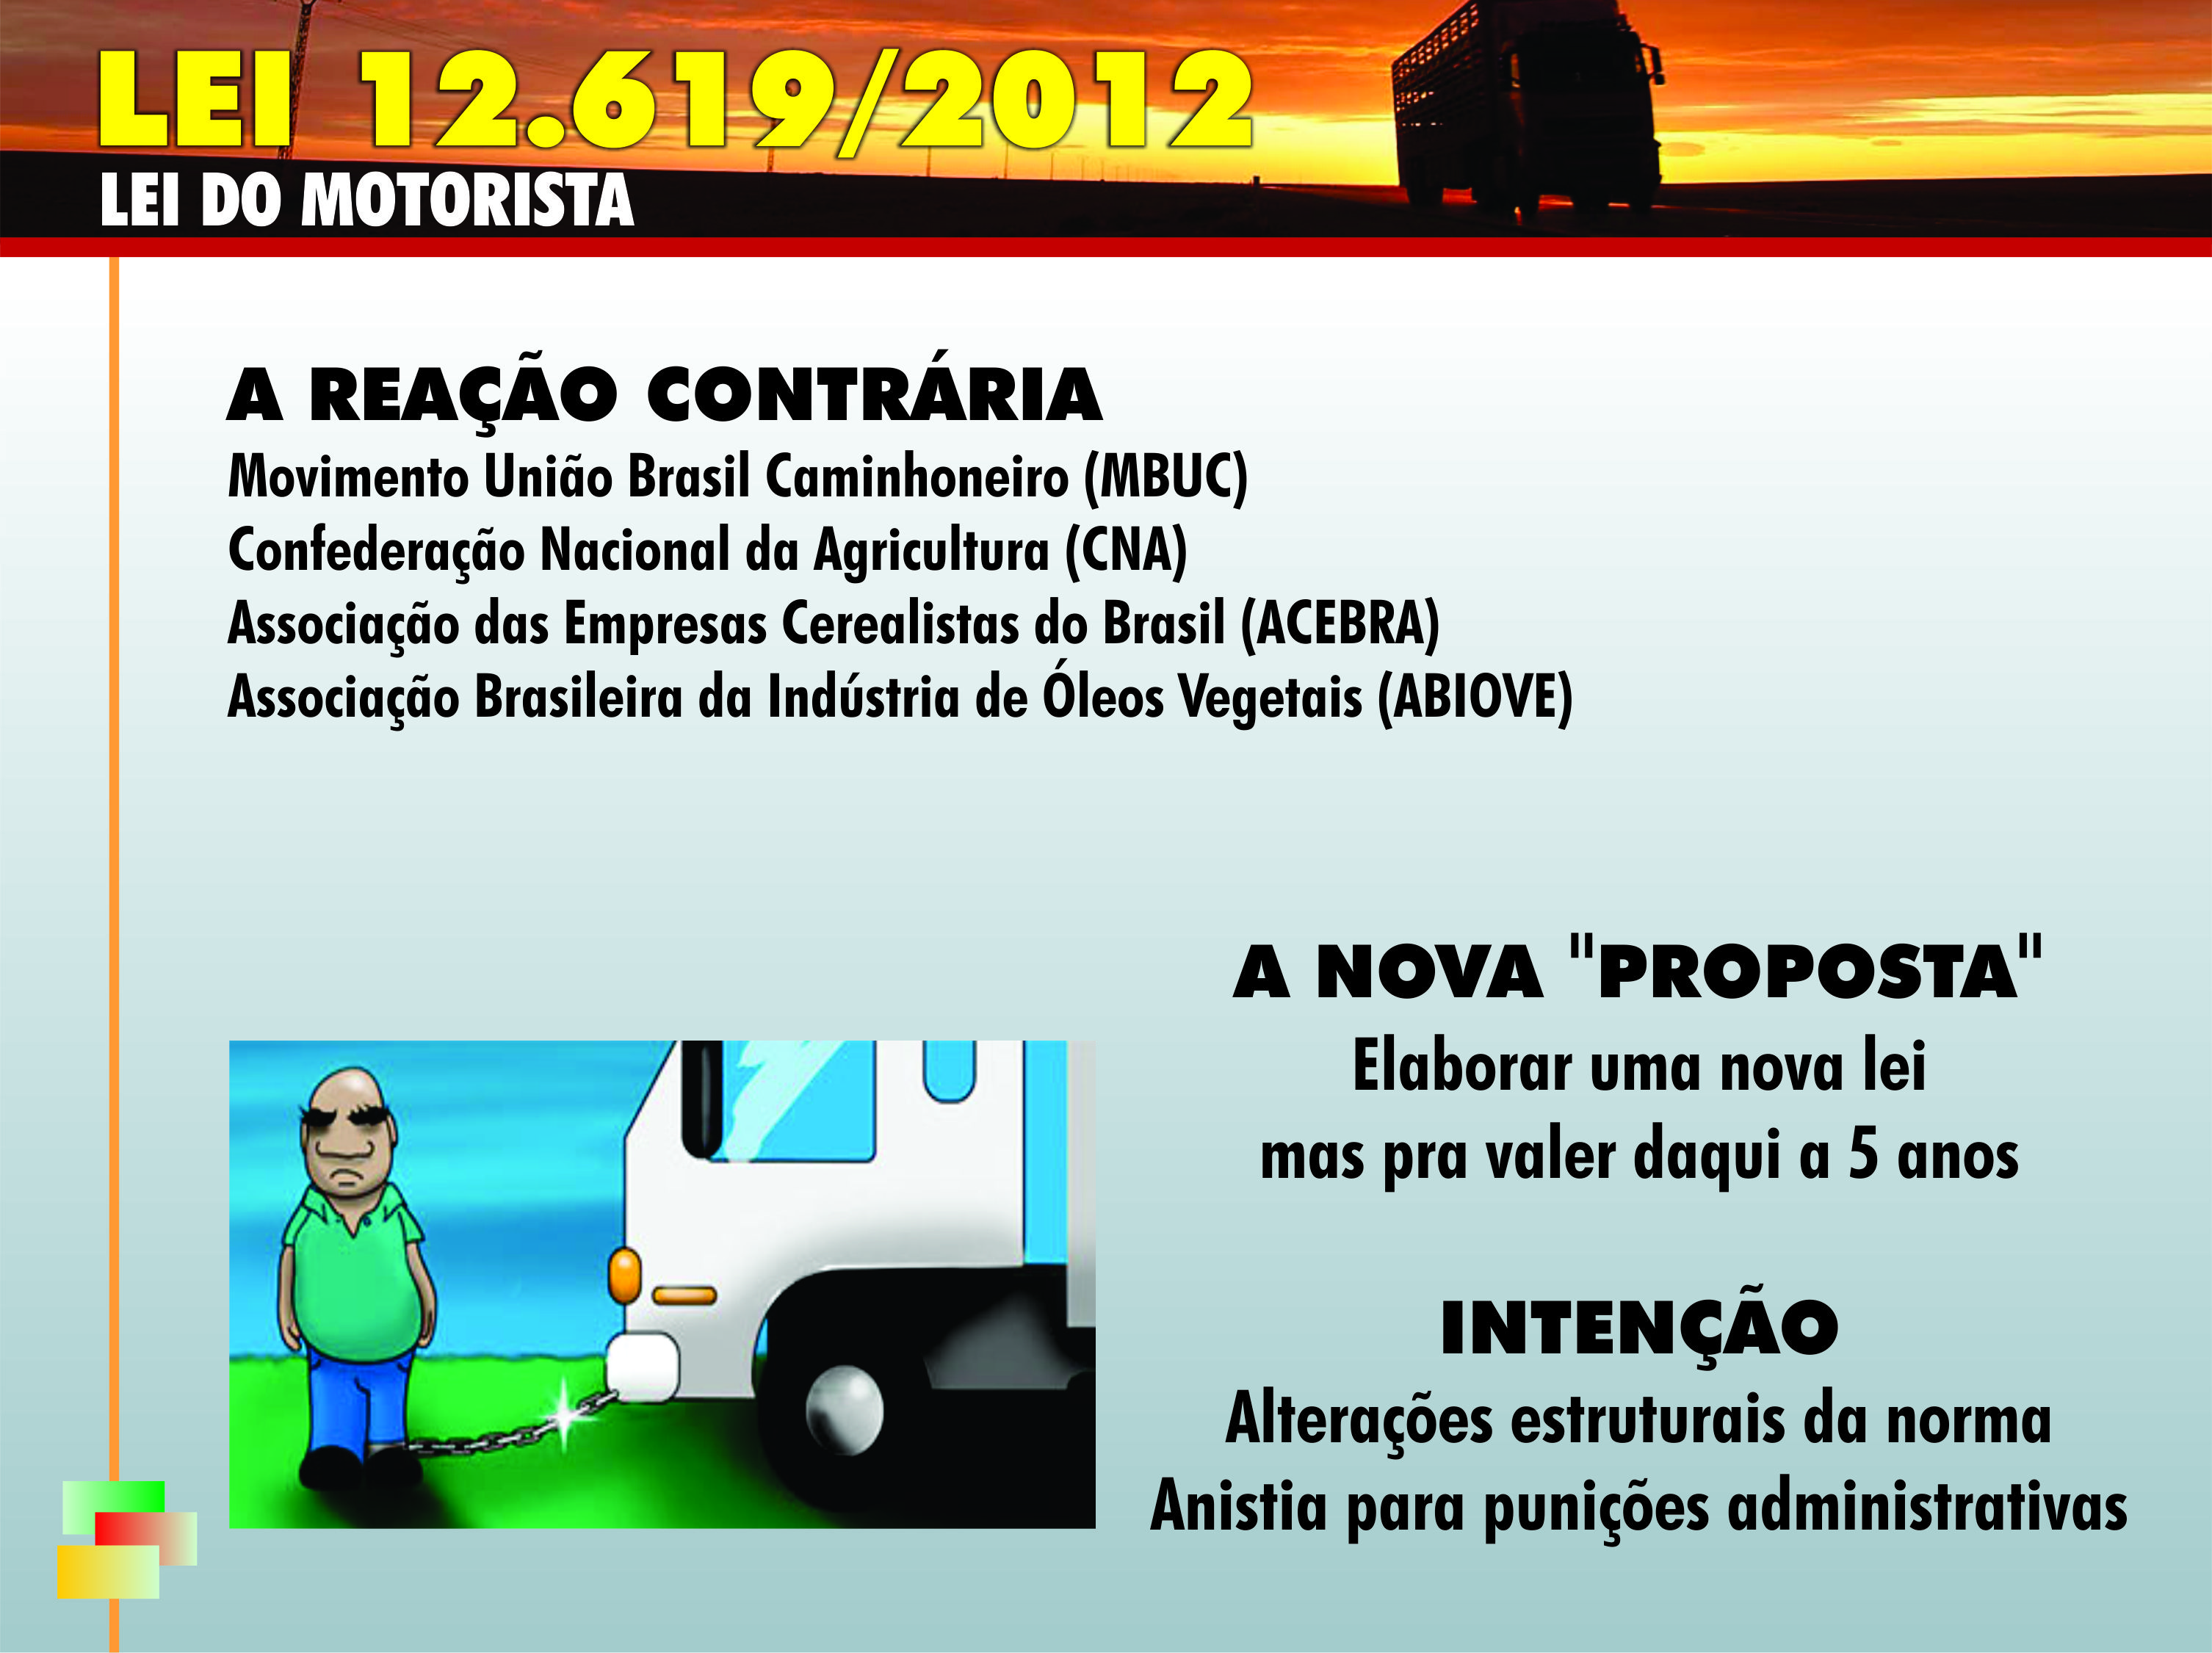 LEI 12.619/2012
LEI DO MOTORISTA
A REAÇÃO CONTRÁRIA
Movimento União Brasil Caminhoneiro (MBUC)
Confederação Nacional da Agricultura (CNA)
Associação das Empresas Cerealistas do Brasil (ACEBRA)
Associação Brasileira da Indústria de Óleos Vegetais (ABIOVE)
A NOVA "PROPOSTA"
Elaborar uma nova lei
mas pra valer daqui a 5 anos
INTENÇÃO
Alterações estruturais da norma
Anistia para punições administrativas